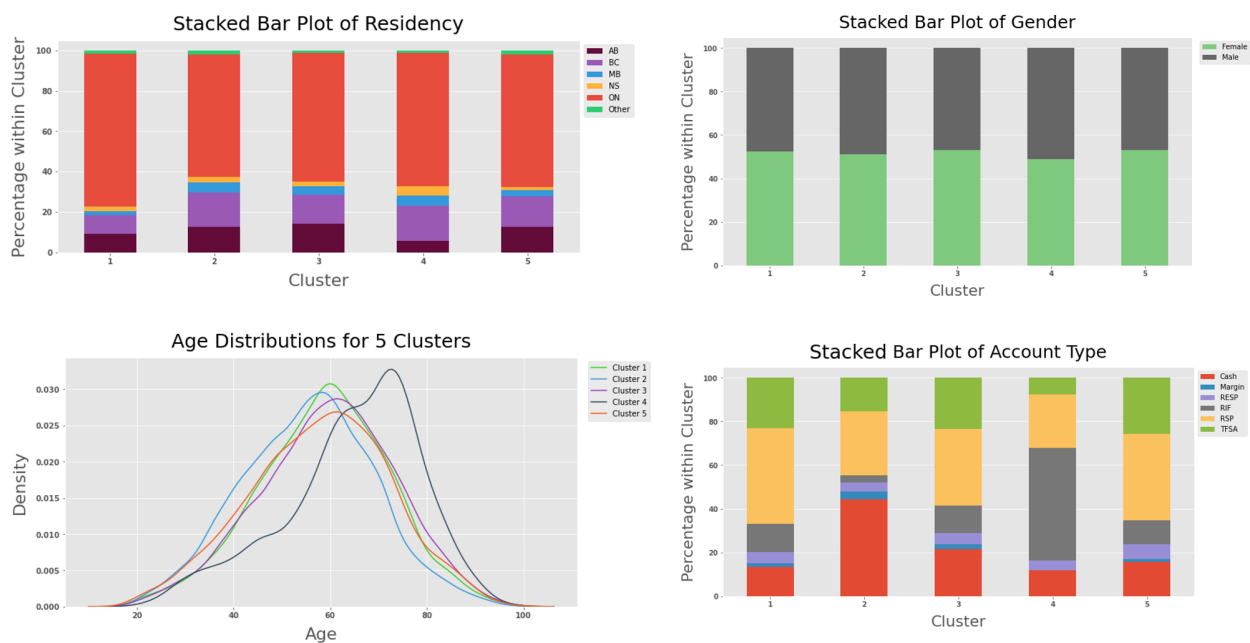 Stacked Bar Plot of Residency
Percentage within Cluster
100
80
60
40
20
0
1 2 3 4 5
Cluster
AB
BC
MB
NS
ON
Other
Stacked Bar Plot of Gender
Percentage within Cluster
100
80
60
40
20
0
1 2 3 4 5
Cluster
Female
Male
Age Distributions for 5 Clusters
Density
0.030
0.025
0.020
0.015
0.010
0.005
0.000
20 40 60 80 100
Age
Cluster 1
Cluster 2
Cluster 3
Cluster 4
Cluster 5
Stacked Bar Plot of Account Type
Percentage within Cluster
100
80
60
40
20
0
1 2 3 4 5
Cluster
Cash
Margin
RESP
RIF
RSP
TFSA